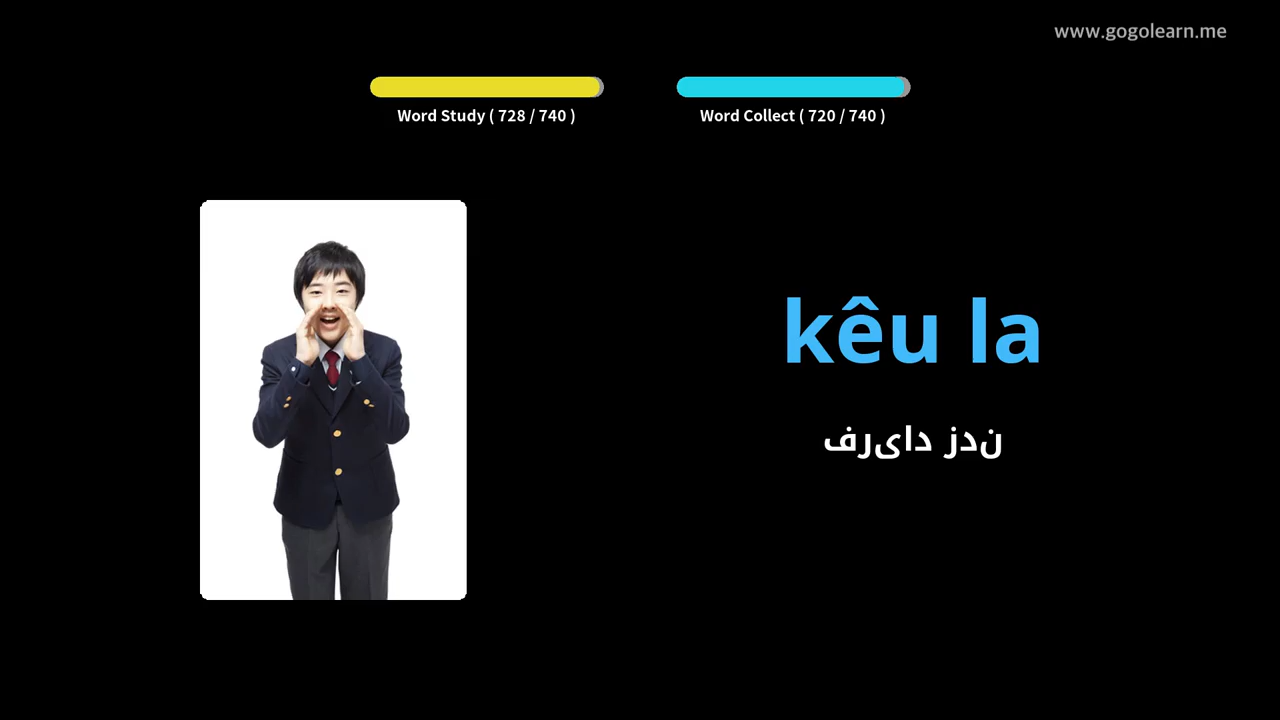 www.gogolearn.me
Word Study ( 728 / 740 )
Word Collect ( 720 / 740 )
kêu la
فریاد زدن